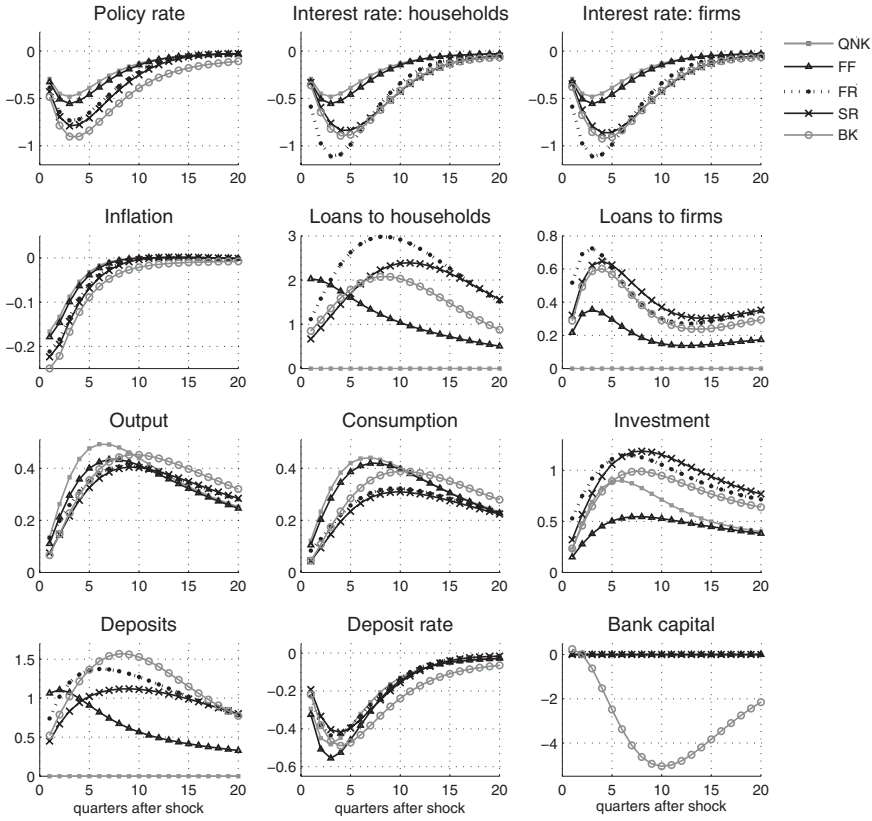 Policy rate
0
−0.5
−1
0 5 10 15 20
Interest rate: households
0
−0.5
−1
0 5 10 15 20
Interest rate: firms
0
−0.5
−1
0 5 10 15 20
QNK
FF
FR
SR
BK
Inflation
0
−0.1
−0.2
0 5 10 15 20
Loans to households
3
2
1
0
0 5 10 15 20
Loans to firms
0.8
0.6
0.4
0.2
0
0 5 10 15 20
Output
0.4
0.2
0
0 5 10 15 20
Consumption
0.4
0.2
0
0 5 10 15 20
Investment
1
0.5
0
0 5 10 15 20
Deposits
1.5
1
0.5
0
0 5 10 15 20
quarters after shock
Deposit rate
0
−0.2
−0.4
−0.6
0 5 10 15 20
quarters after shock
Bank capital
0
−2
−4
0 5 10 15 20
quarters after shock